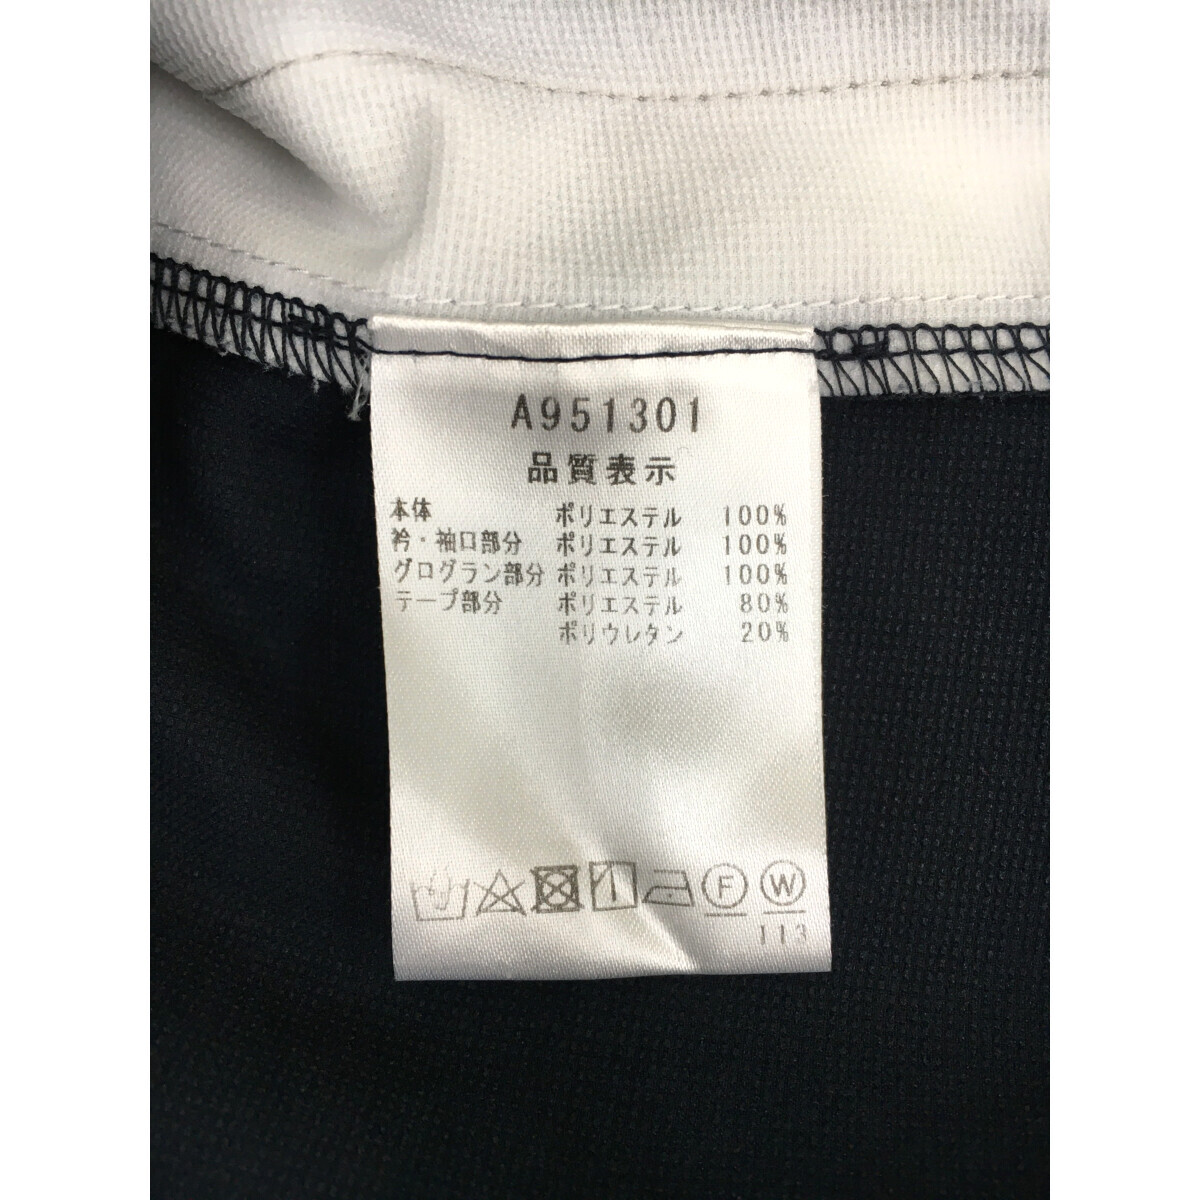 A951301
品質表示
本体 ポリエステル 100%
衿・袖口部分 ポリエステル 100%
グログラン部分 ポリエステル 100%
テープ部分 ポリエステル 80%
ポリウレタン 20%
F W
113